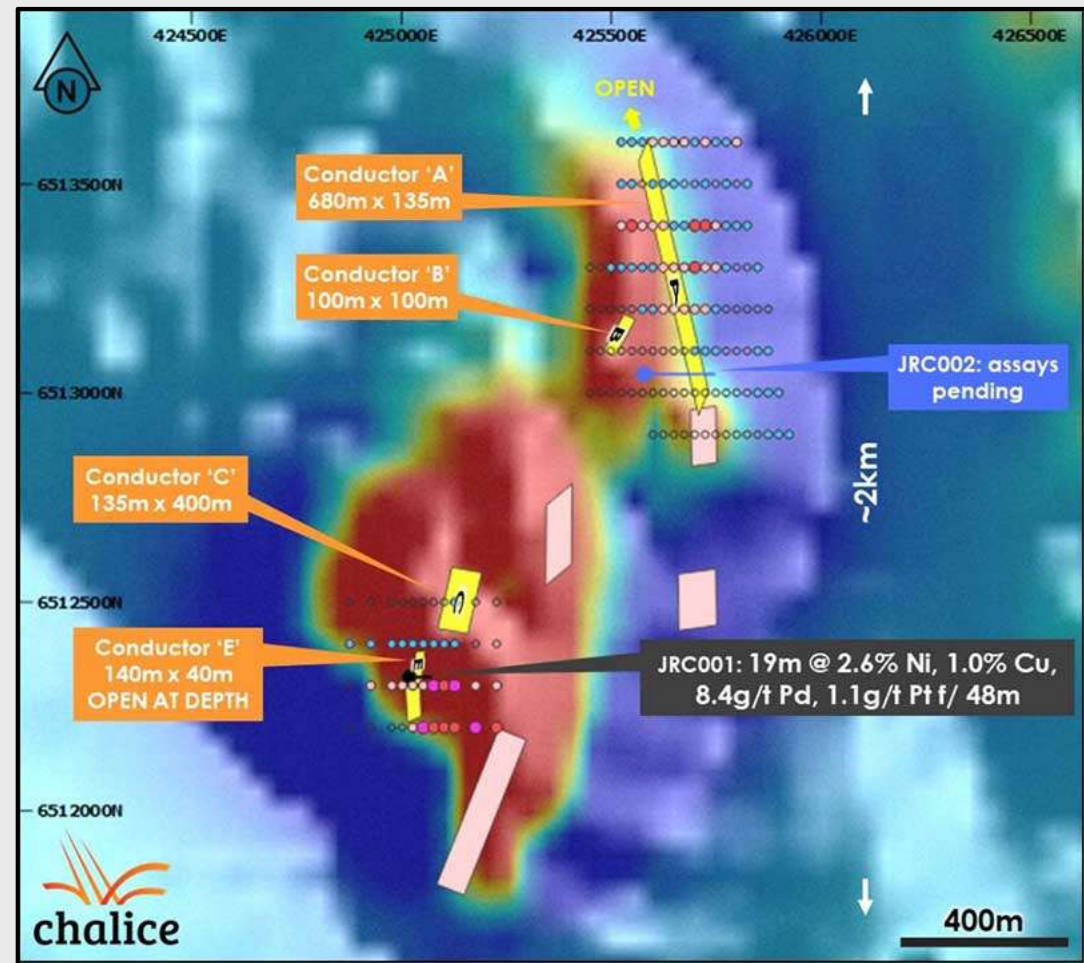 424500E 425000E 425500E 426000E 426500E
N
OPEN
6513500N
Conductor ‘A’
680m x 135m
Conductor ‘B’
100m x 100m
JRC002: assays
pending
6513000N
~2km
Conductor ‘C’
135m x 400m
6512500N
Conductor ‘E’
140m x 40m
OPEN AT DEPTH
JRC001: 19m @ 2.6% Ni, 1.0% Cu,
8.4g/t Pd, 1.1g/t Pt f/ 48m
6512000N
chalice
400m